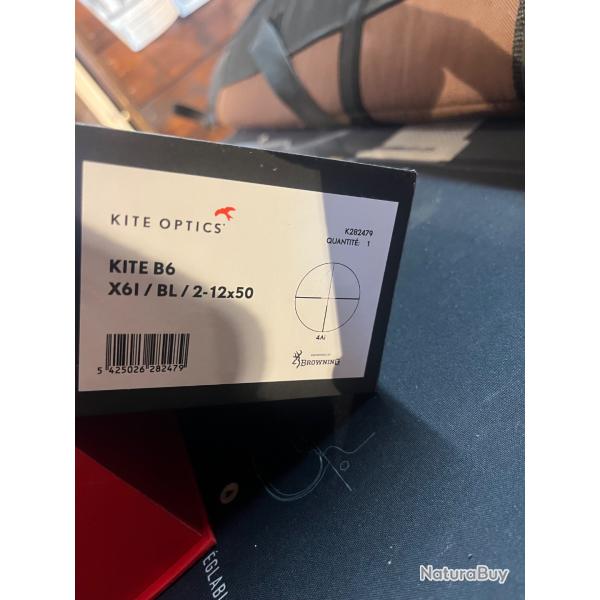 KITE OPTICS
K282479
QUANTITÉ: 1
KITE B6
X6I / BL / 2-12x50
4Ai
BROWNING
5 425026 282479
ÉGLABL
NaturaBuy